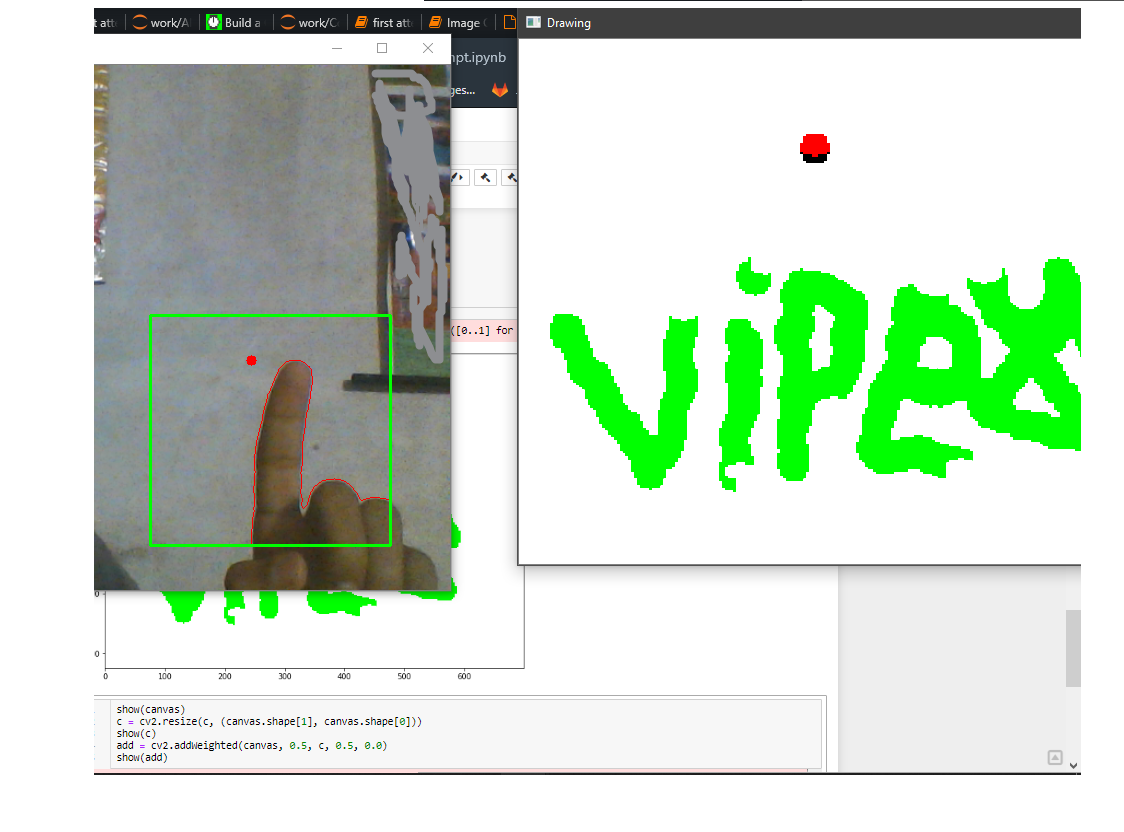 work/A
Build a
work/C
first att
Image
Drawing
npt.ipynb
ges...
([0..1] for
ViPEX
0
0
0 100 200 300 400 500 600
show(canvas)
c = cv2.resize(c, (canvas.shape[1], canvas.shape[0]))
show(c)
add = cv2.addWeighted(canvas, 0.5, c, 0.5, 0.0)
show(add)